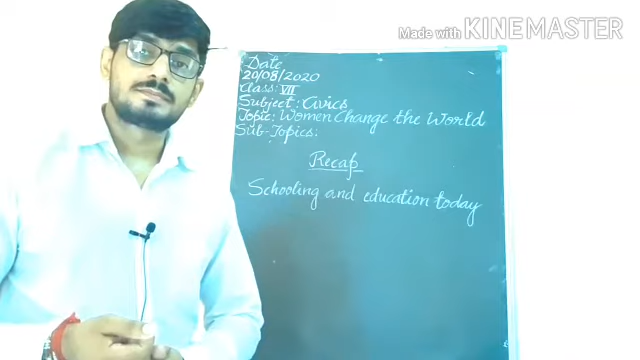 Made with KINEMASTER
Date
20/08/2020
Class: VII
Subject: Civics
Topic: Women Change the World
Sub-Topics:
Recap
Schooling and education today